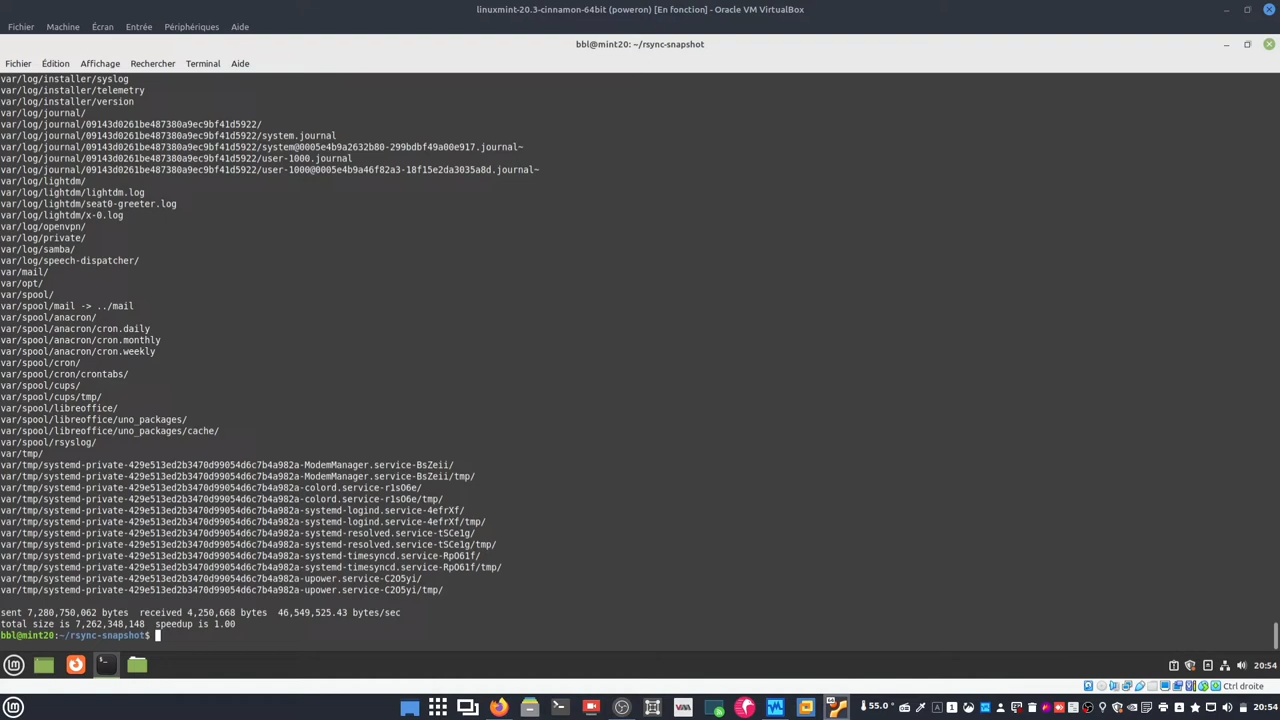 linuxmint-20.3-cinnamon-64bit (poweron) [En fonction] - Oracle VM VirtualBox
Fichier Machine Écran Entrée Périphériques Aide
bbl@mint20: ~/rsync-snapshot
Fichier Édition Affichage Rechercher Terminal Aide
var/log/installer/syslog
var/log/installer/telemetry
var/log/installer/version
var/log/journal/
var/log/journal/09143d0261be487380a9ec9bf41d5922/
var/log/journal/09143d0261be487380a9ec9bf41d5922/system.journal
var/log/journal/09143d0261be487380a9ec9bf41d5922/system@0005e4b9a2632b80-299bdbf49a00e917.journal~
var/log/journal/09143d0261be487380a9ec9bf41d5922/user-1000.journal
var/log/journal/09143d0261be487380a9ec9bf41d5922/user-1000@0005e4b9a46f82a3-18f15e2da3035a8d.journal~
var/log/lightdm/
var/log/lightdm/lightdm.log
var/log/lightdm/seat0-greeter.log
var/log/lightdm/x-0.log
var/log/openvpn/
var/log/private/
var/log/samba/
var/log/speech-dispatcher/
var/mail/
var/opt/
var/spool/
var/spool/mail -> ../mail
var/spool/anacron/
var/spool/anacron/cron.daily
var/spool/anacron/cron.monthly
var/spool/anacron/cron.weekly
var/spool/cron/
var/spool/cron/crontabs/
var/spool/cups/
var/spool/cups/tmp/
var/spool/libreoffice/
var/spool/libreoffice/uno_packages/
var/spool/libreoffice/uno_packages/cache/
var/spool/rsyslog/
var/tmp/
var/tmp/systemd-private-429e513ed2b3470d99054d6c7b4a982a-ModemManager.service-BsZeii/
var/tmp/systemd-private-429e513ed2b3470d99054d6c7b4a982a-ModemManager.service-BsZeii/tmp/
var/tmp/systemd-private-429e513ed2b3470d99054d6c7b4a982a-colord.service-r1sO6e/
var/tmp/systemd-private-429e513ed2b3470d99054d6c7b4a982a-colord.service-r1sO6e/tmp/
var/tmp/systemd-private-429e513ed2b3470d99054d6c7b4a982a-systemd-logind.service-4efrXf/
var/tmp/systemd-private-429e513ed2b3470d99054d6c7b4a982a-systemd-logind.service-4efrXf/tmp/
var/tmp/systemd-private-429e513ed2b3470d99054d6c7b4a982a-systemd-resolved.service-tSCe1g/
var/tmp/systemd-private-429e513ed2b3470d99054d6c7b4a982a-systemd-resolved.service-tSCe1g/tmp/
var/tmp/systemd-private-429e513ed2b3470d99054d6c7b4a982a-systemd-timesyncd.service-RpO61f/
var/tmp/systemd-private-429e513ed2b3470d99054d6c7b4a982a-systemd-timesyncd.service-RpO61f/tmp/
var/tmp/systemd-private-429e513ed2b3470d99054d6c7b4a982a-upower.service-C2O5yi/
var/tmp/systemd-private-429e513ed2b3470d99054d6c7b4a982a-upower.service-C2O5yi/tmp/
sent 7,280,750,062 bytes  received 4,250,668 bytes  46,549,525.43 bytes/sec
total size is 7,262,348,148  speedup is 1.00
bbl@mint20:~/rsync-snapshot$
20:54
Ctrl droite
55.0° 20:54